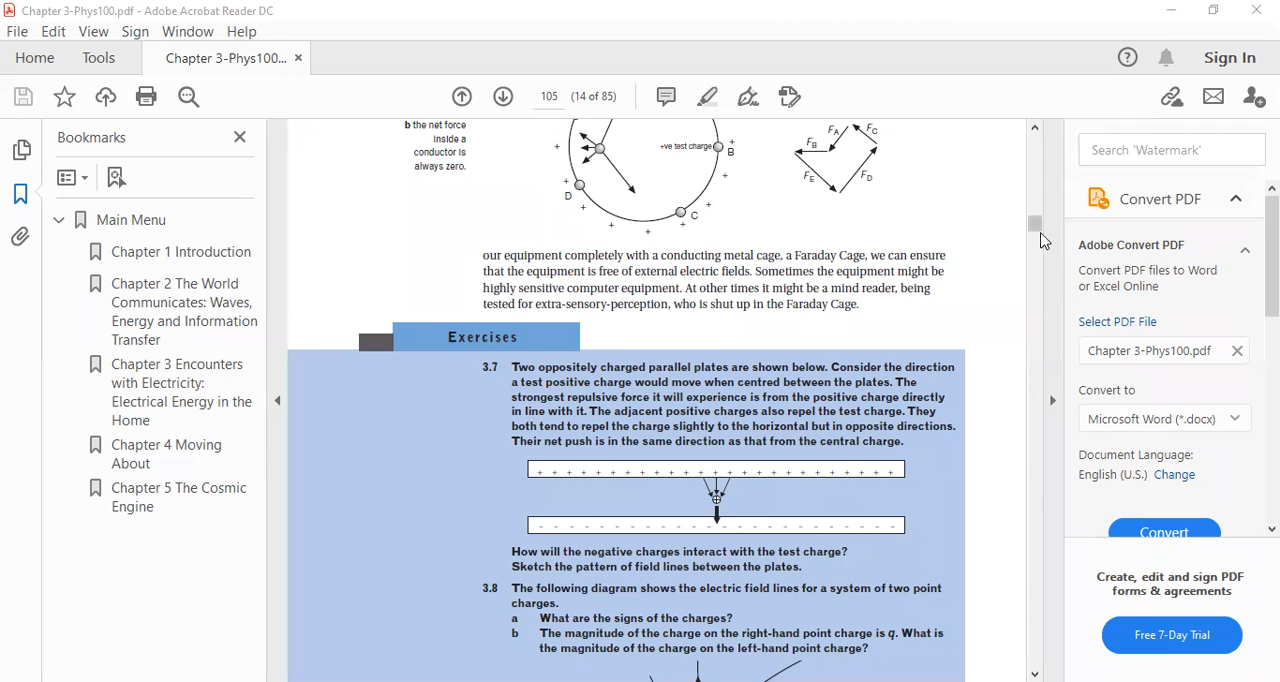 Chapter 3-Phys100.pdf - Adobe Acrobat Reader DC
File Edit View Sign Window Help
Home Tools Chapter 3-Phys100... × Sign In
105 (14 of 85)
Bookmarks
Main Menu
Chapter 1 Introduction
Chapter 2 The World
Communicates: Waves,
Energy and Information
Transfer
Chapter 3 Encounters
with Electricity:
Electrical Energy in the
Home
Chapter 4 Moving
About
Chapter 5 The Cosmic
Engine
b the net force
inside a
conductor is
always zero.
+ +ve test charge + B +
+ D + + + + C + +
FA FC
FB
FE FD
our equipment completely with a conducting metal cage, a Faraday Cage, we can ensure
that the equipment is free of external electric fields. Sometimes the equipment might be
highly sensitive computer equipment. At other times it might be a mind reader, being
tested for extra-sensory-perception, who is shut up in the Faraday Cage.
Exercises
3.7 Two oppositely charged parallel plates are shown below. Consider the direction
a test positive charge would move when centred between the plates. The
strongest repulsive force it will experience is from the positive charge directly
in line with it. The adjacent positive charges also repel the test charge. They
both tend to repel the charge slightly to the horizontal but in opposite directions.
Their net push is in the same direction as that from the central charge.
+ + + + + + + + + + + + + + + + + + + + + + + + +
- - - - - - - - - - - - - - - - - - - - - - - -
How will the negative charges interact with the test charge?
Sketch the pattern of field lines between the plates.
3.8 The following diagram shows the electric field lines for a system of two point
charges.
a What are the signs of the charges?
b The magnitude of the charge on the right-hand point charge is q. What is
the magnitude of the charge on the left-hand point charge?
Search 'Watermark'
Convert PDF
Adobe Convert PDF
Convert PDF files to Word
or Excel Online
Select PDF File
Chapter 3-Phys100.pdf
Convert to
Microsoft Word (*.docx)
Document Language:
English (U.S.) Change
Convert
Create, edit and sign PDF
forms & agreements
Free 7-Day Trial